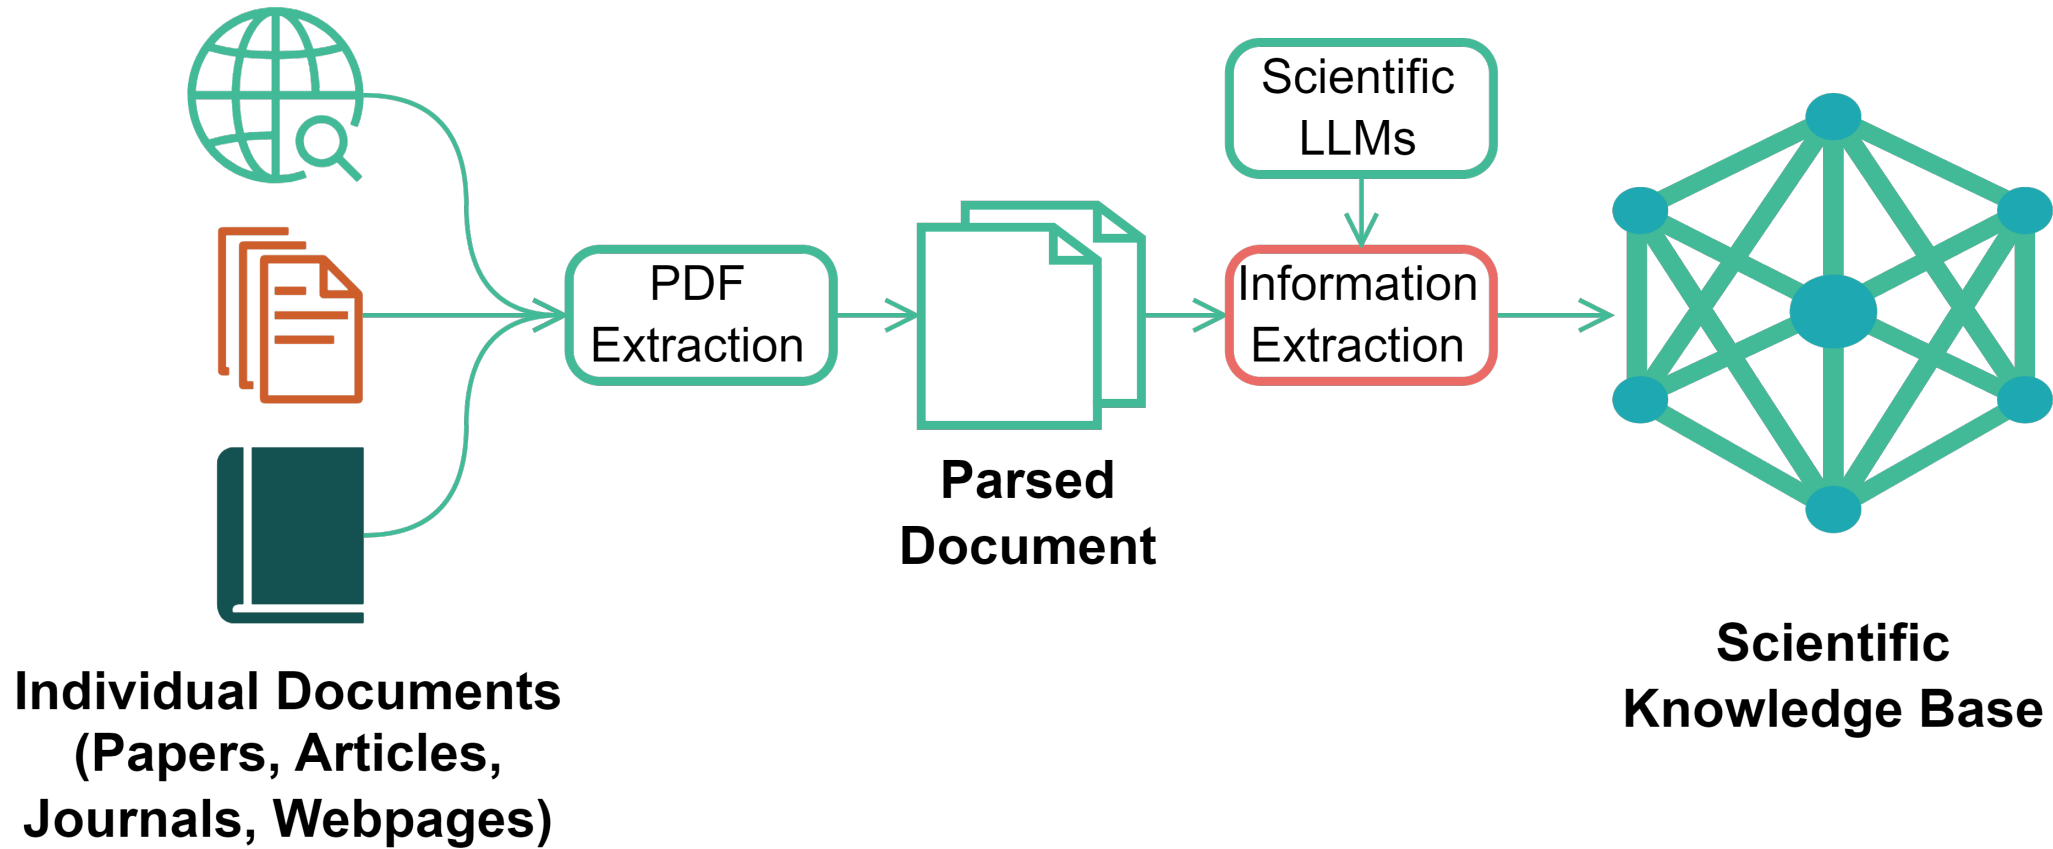 Scientific
LLMs
PDF
Extraction
Information
Extraction
Parsed
Document
Individual Documents
(Papers, Articles,
Journals, Webpages)
Scientific
Knowledge Base